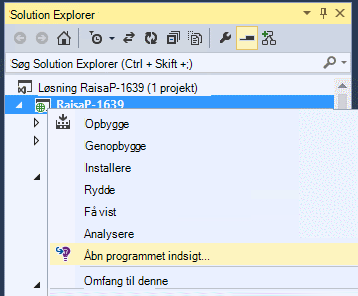 Solution Explorer
Søg Solution Explorer (Ctrl + Skift +;)
Løsning RaisaP-1639 (1 projekt)
RaisaP-1639
Opbygge
Genopbygge
Installere
Rydde
Få vist
Analysere
Åbn programmet indsigt...
Omfang til denne